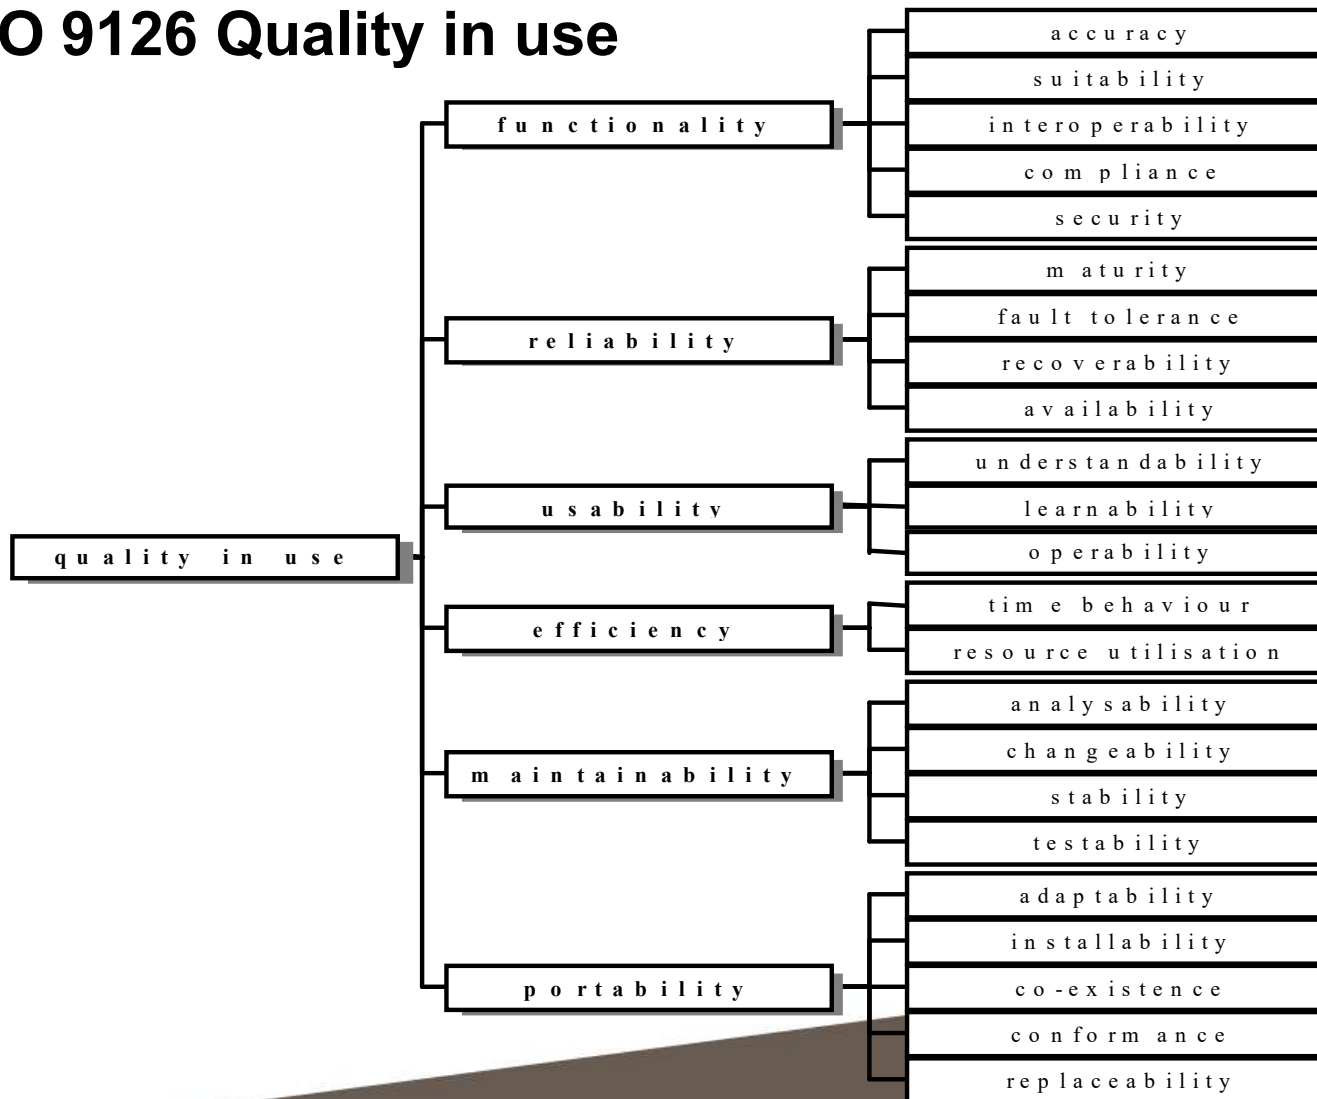 O 9126 Quality in use
quality in use
functionality
accuracy
suitability
interoperability
compliance
security
reliability
maturity
fault tolerance
recoverability
availability
usability
understandability
learnability
operability
efficiency
time behaviour
resource utilisation
maintainability
analysability
changeability
stability
testability
portability
adaptability
installability
co-existence
conformance
replaceability